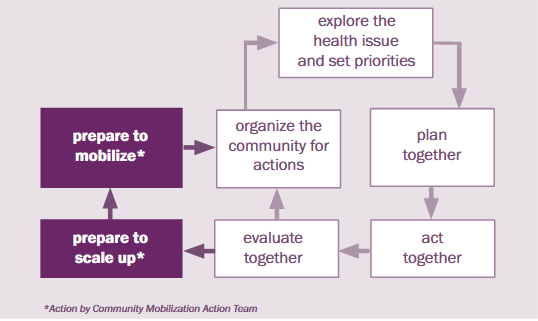 explore the
health issue
and set priorities
prepare to
mobilize*
organize the
community for
actions
plan
together
prepare to
scale up*
evaluate
together
act
together
*Action by Community Mobilization Action Team